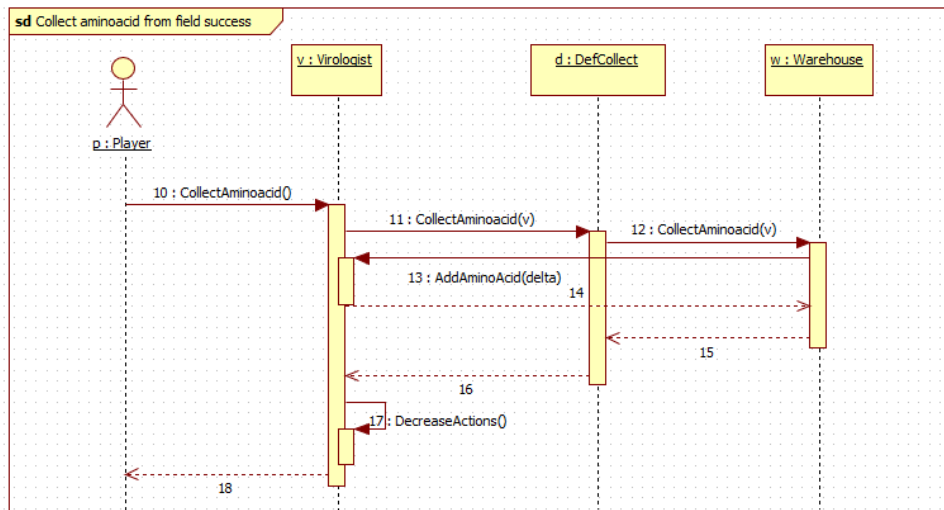 sd Collect aminoacid from field success
v : Virologist
d : DefCollect
w : Warehouse
p : Player
10 : CollectAminoacid()
11 : CollectAminoacid(v)
12 : CollectAminoacid(v)
13 : AddAminoAcid(delta)
14
15
16
17 : DecreaseActions()
18